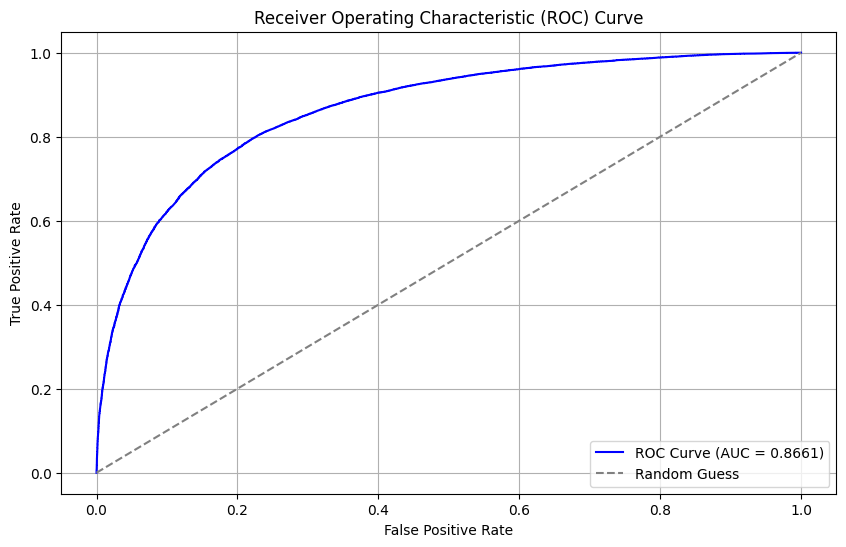 Receiver Operating Characteristic (ROC) Curve
True Positive Rate
1.0
0.8
0.6
0.4
0.2
0.0
ROC Curve (AUC = 0.8661)
Random Guess
0.0 0.2 0.4 0.6 0.8 1.0
False Positive Rate